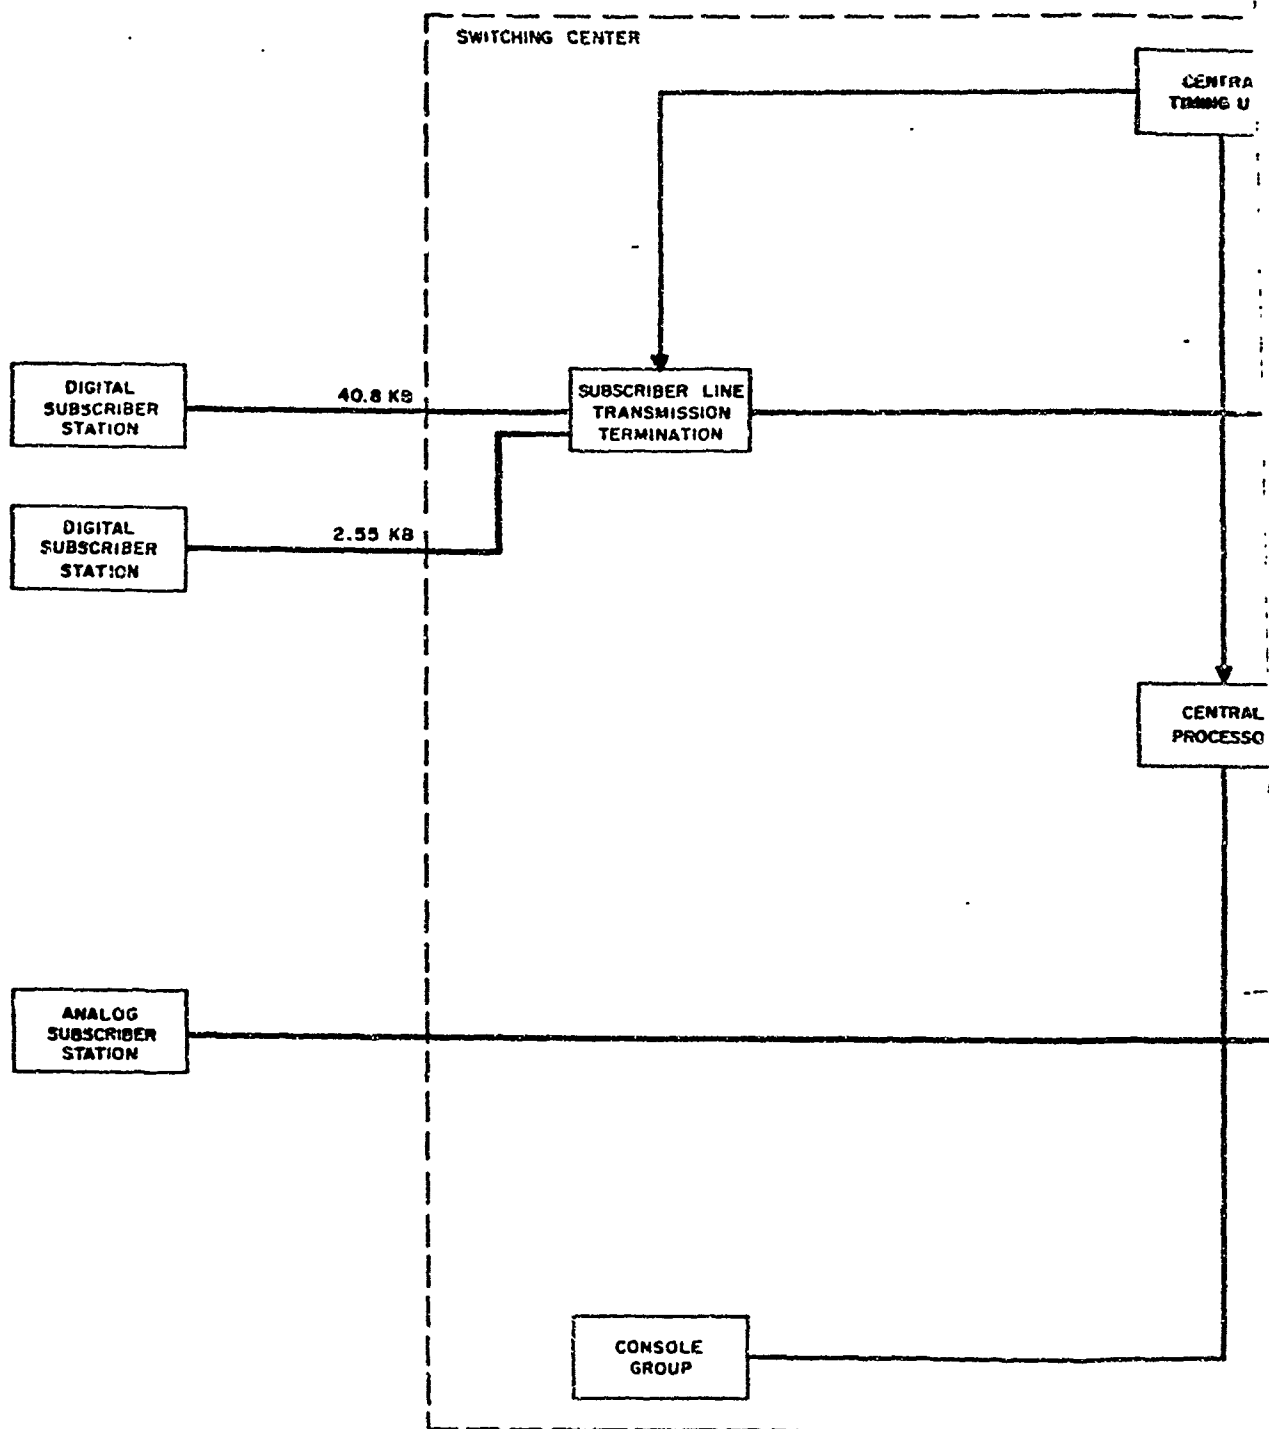 SWITCHING CENTER
CENTRA
TIMING U
DIGITAL
SUBSCRIBER
STATION
40.8 KB
SUBSCRIBER LINE
TRANSMISSION
TERMINATION
DIGITAL
SUBSCRIBER
STATION
2.55 KB
CENTRAL
PROCESSO
ANALOG
SUBSCRIBER
STATION
CONSOLE
GROUP